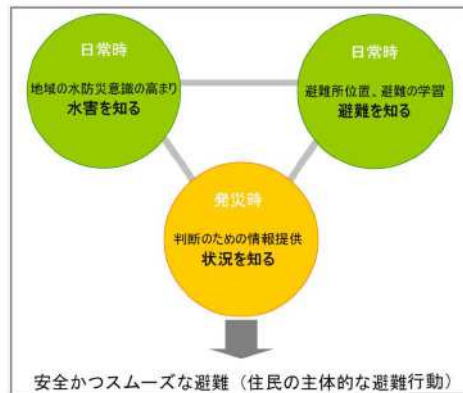 日常時
地域の水防災意識の高まり
水害を知る
日常時
避難所位置、避難の学習
避難を知る
発災時
判断のための情報提供
状況を知る
安全かつスムーズな避難（住民の主体的な避難行動）